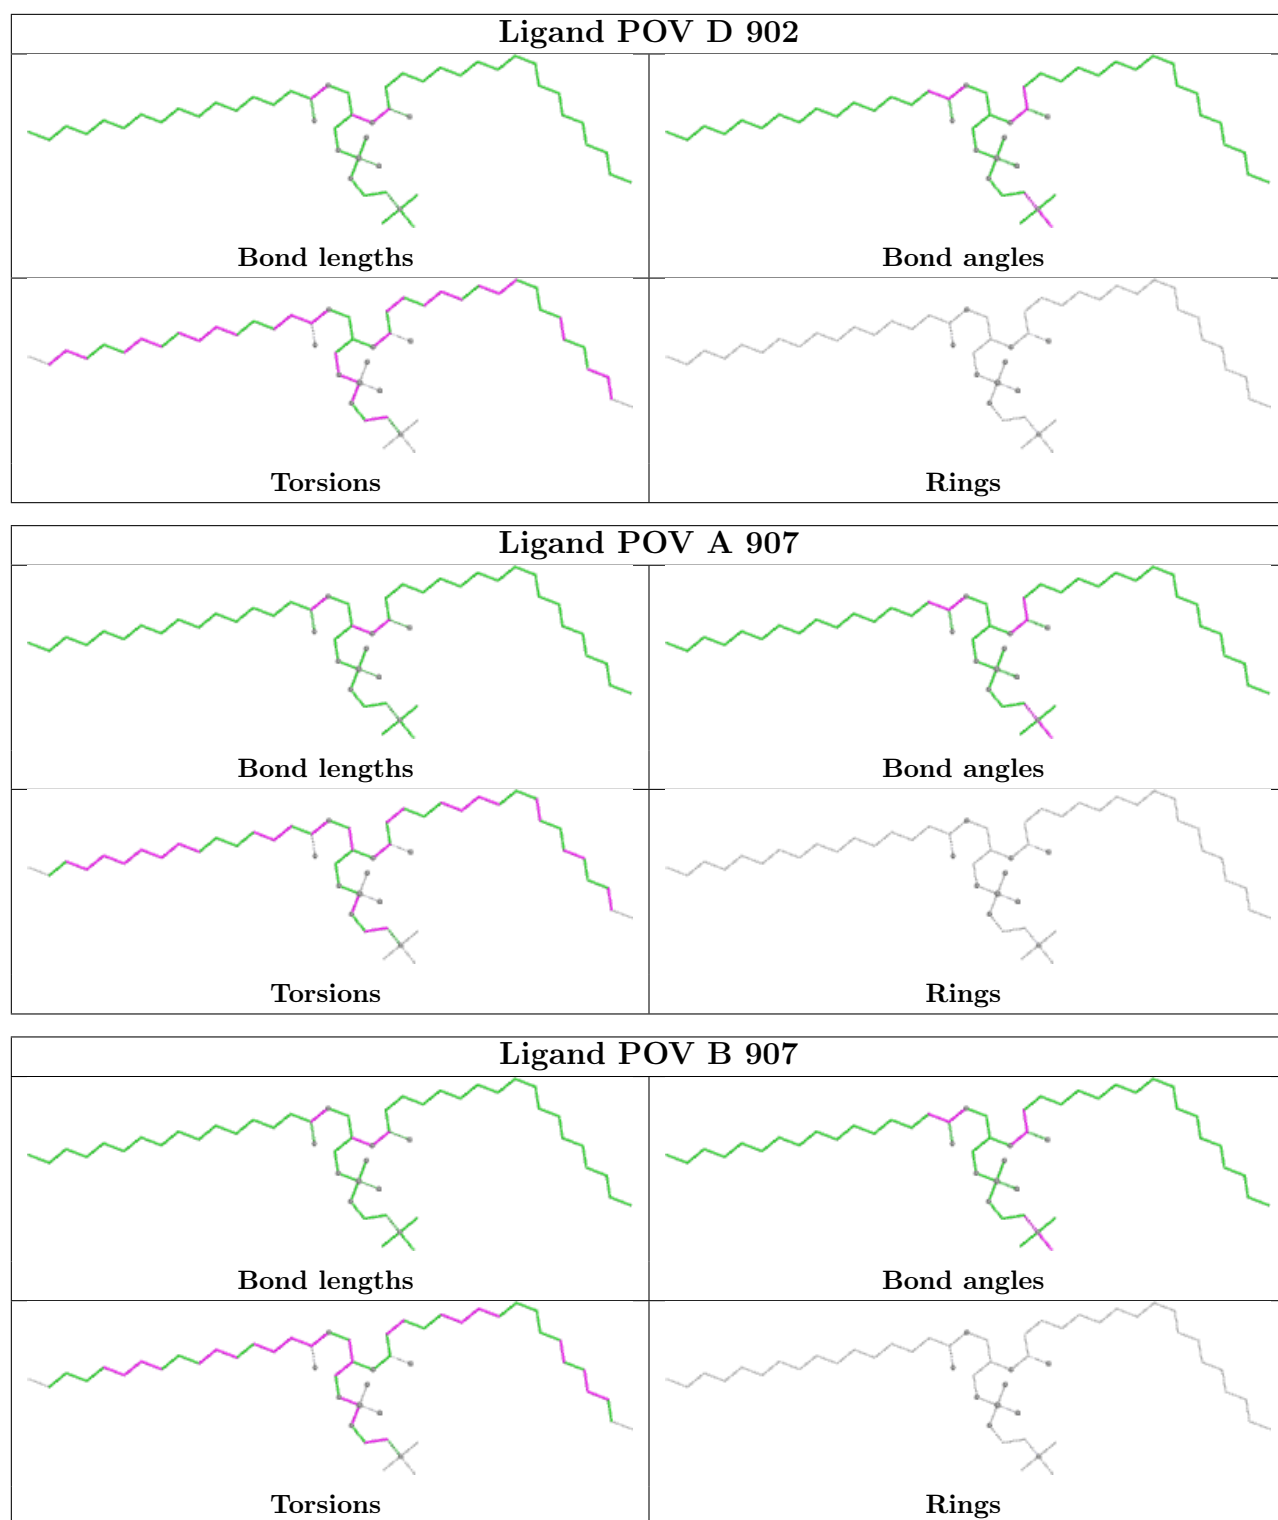 Ligand POV D 902
Bond lengths
Bond angles
Torsions
Rings
Ligand POV A 907
Bond lengths
Bond angles
Torsions
Rings
Ligand POV B 907
Bond lengths
Bond angles
Torsions
Rings